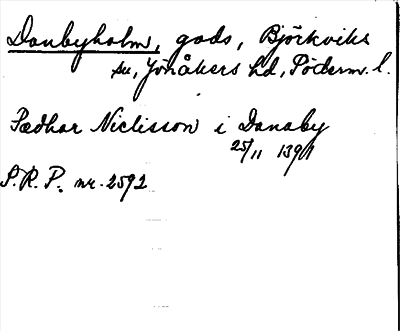 Danbyholm, gods, Björkviks
sn, Jönåkers hd, Söderm. l.
Pædhar Niclisson i Danaby
25/11 1391
S.R.P. nr. 2592